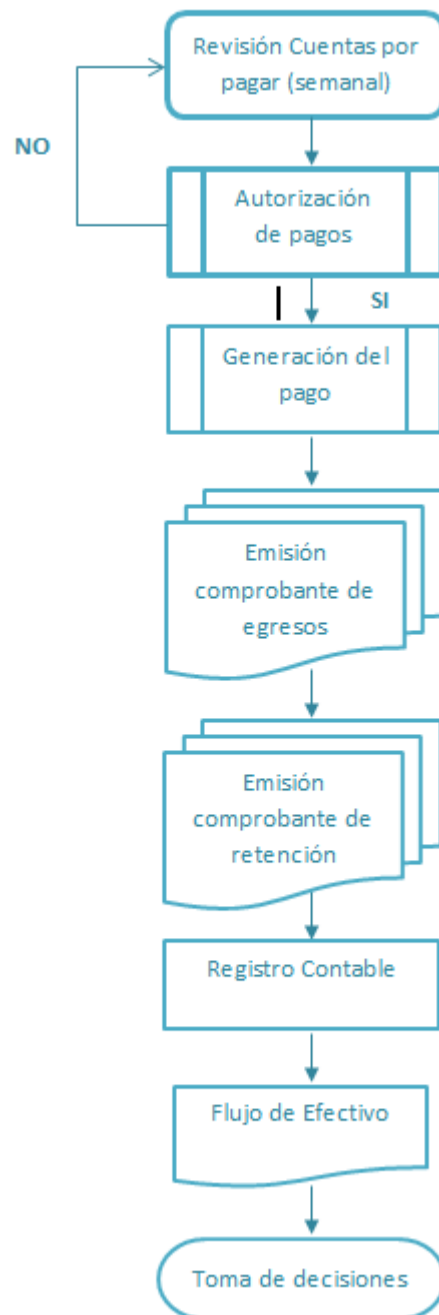 Revisión Cuentas por
pagar (semanal)
NO
Autorización
de pagos
SI
Generación del
pago
Emisión
comprobante de
egresos
Emisión
comprobante de
retención
Registro Contable
Flujo de Efectivo
Toma de decisiones